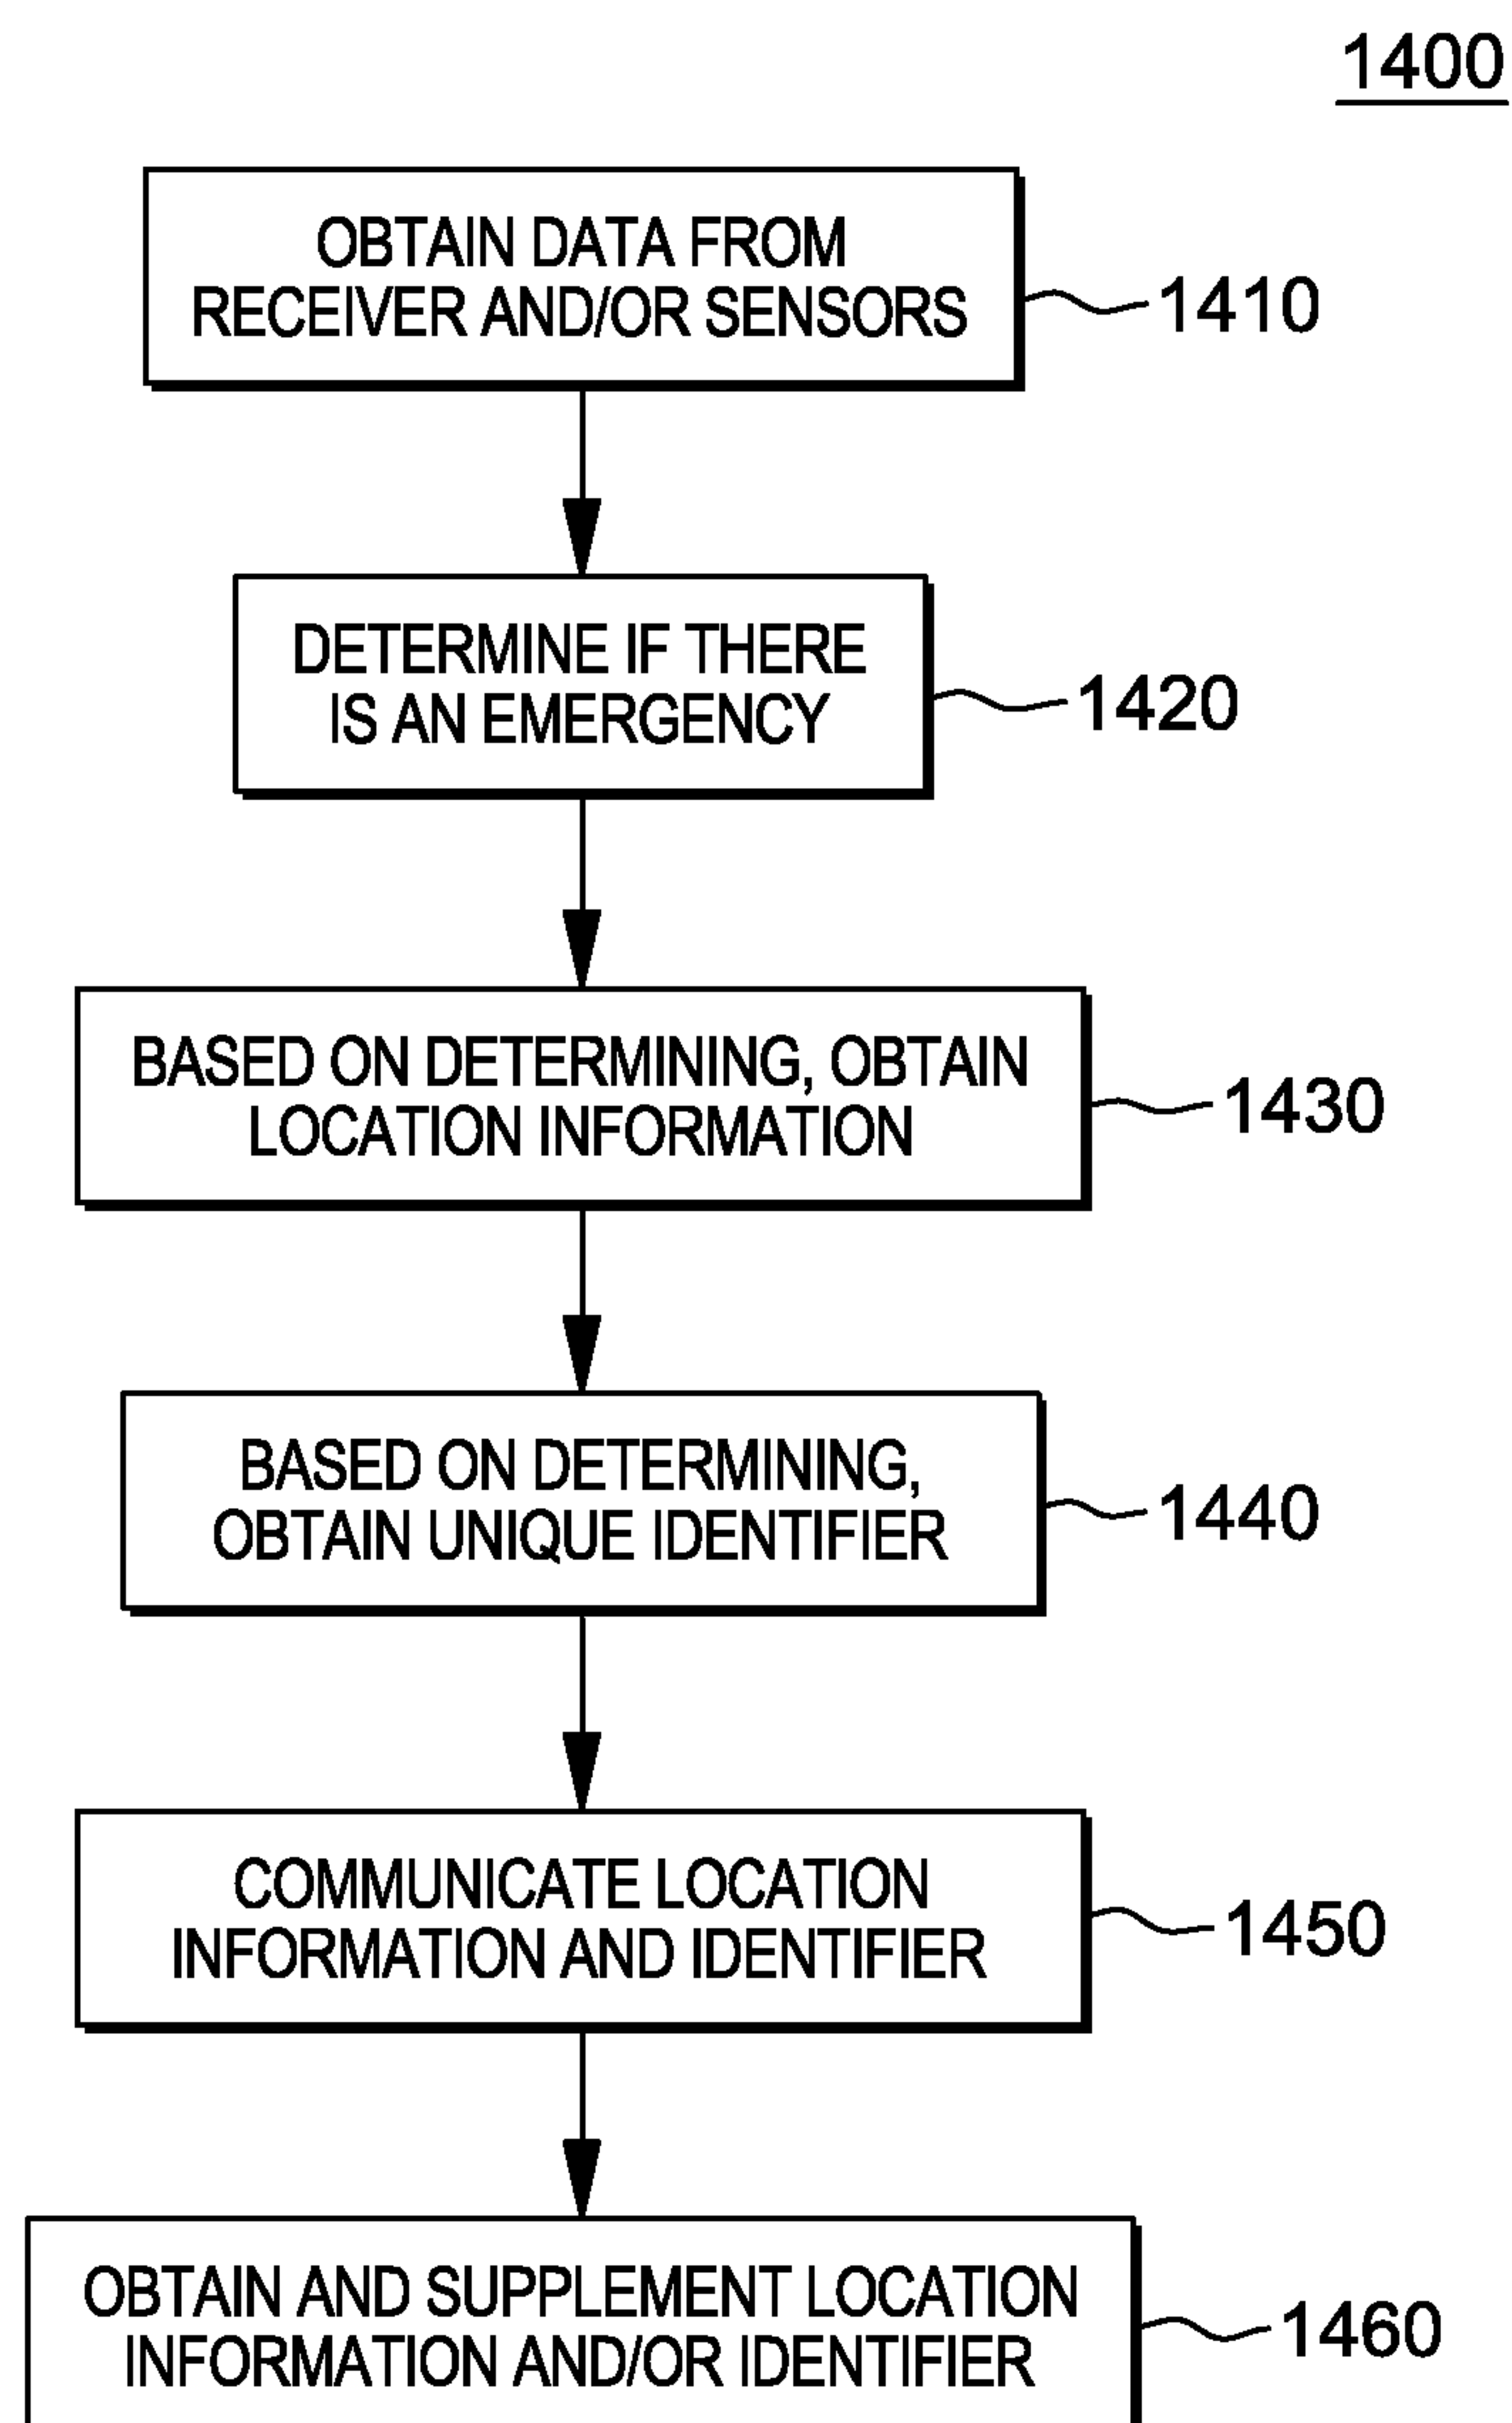 1400
OBTAIN DATA FROM
RECEIVER AND/OR SENSORS
1410
DETERMINE IF THERE
IS AN EMERGENCY
1420
BASED ON DETERMINING, OBTAIN
LOCATION INFORMATION
1430
BASED ON DETERMINING,
OBTAIN UNIQUE IDENTIFIER
1440
COMMUNICATE LOCATION
INFORMATION AND IDENTIFIER
1450
OBTAIN AND SUPPLEMENT LOCATION
INFORMATION AND/OR IDENTIFIER
1460